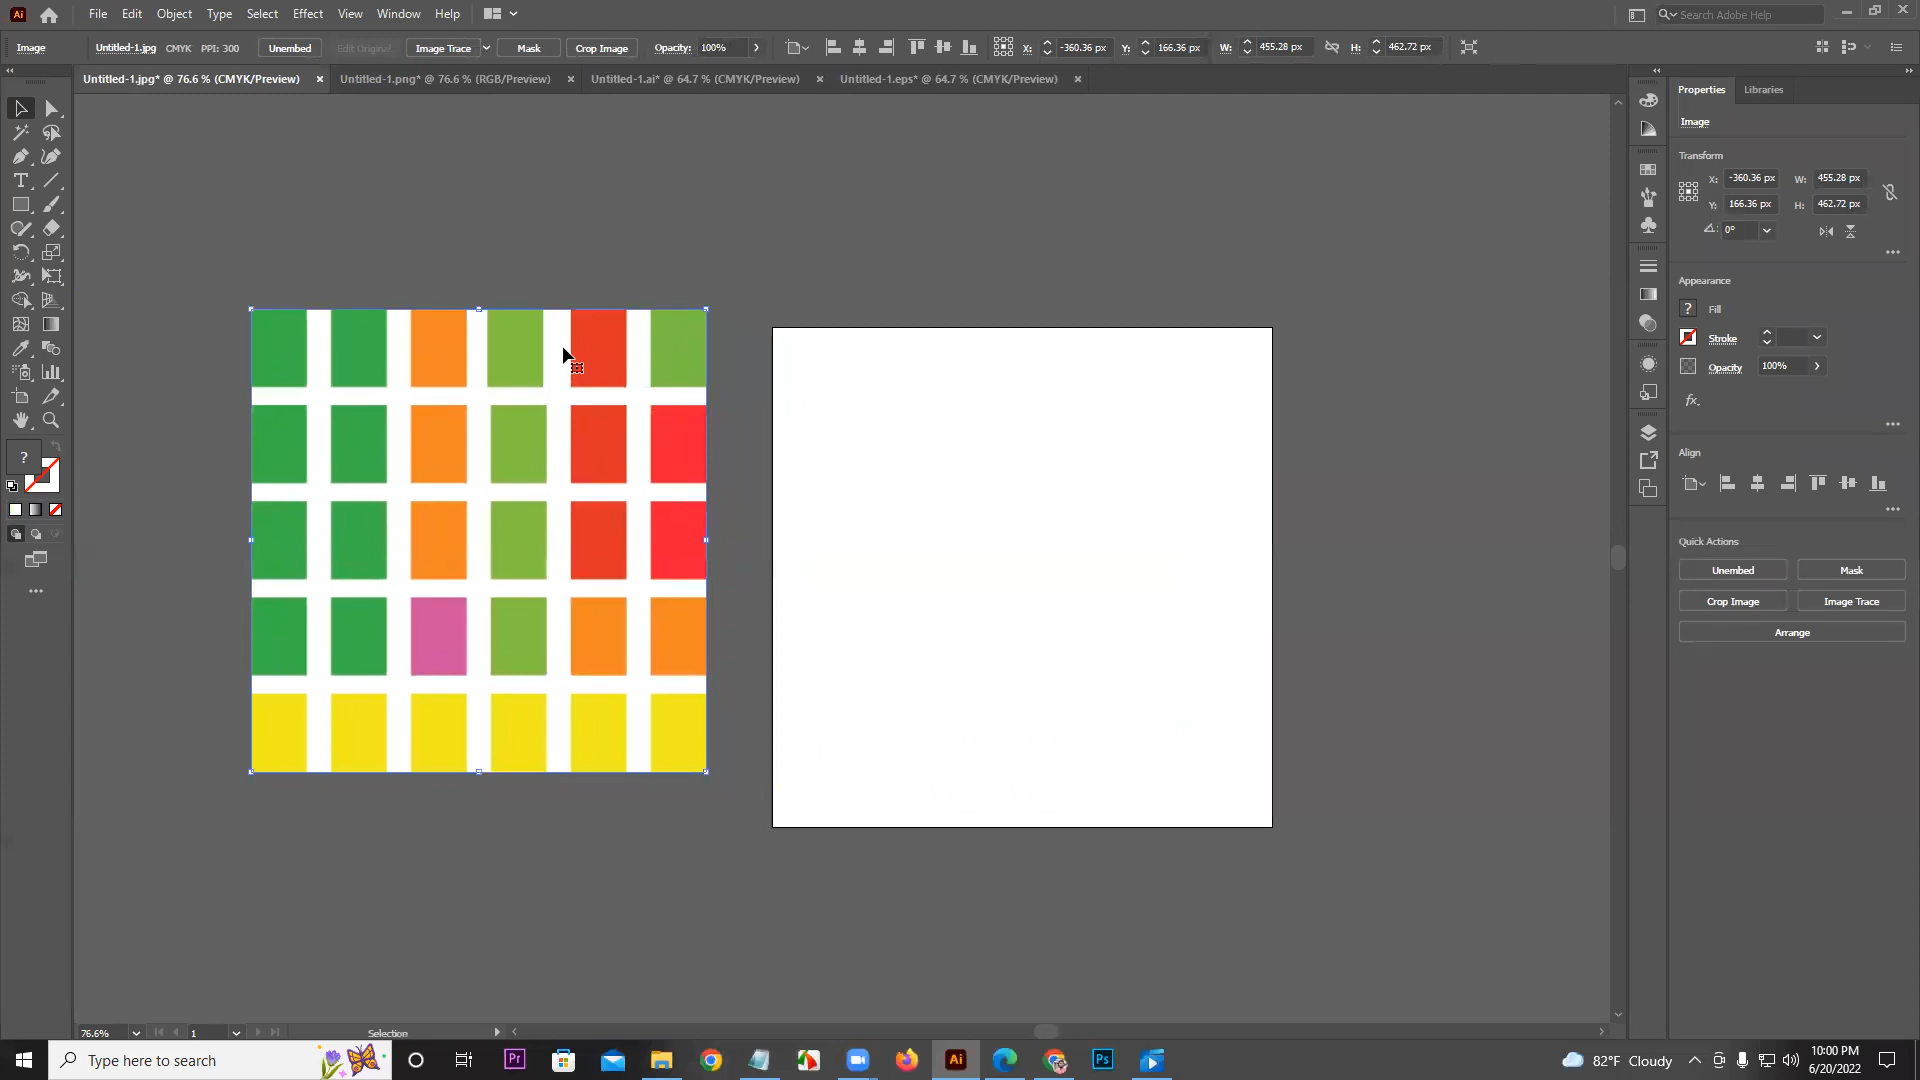 Ai File Edit Object Type Select Effect View Window Help Search Adobe Help
Image Untitled-1.jpg CMYK PPI: 300 Unembed Edit Original Image Trace Mask Crop Image Opacity: 100% X: -360.36 px Y: 166.36 px W: 455.28 px H: 462.72 px
Untitled-1.jpg* @ 76.6 % (CMYK/Preview) Untitled-1.png* @ 76.6 % (RGB/Preview) Untitled-1.ai* @ 64.7 % (CMYK/Preview) Untitled-1.eps* @ 64.7 % (CMYK/Preview)
Properties Libraries
Image
Transform
X: -360.36 px W: 455.28 px
Y: 166.36 px H: 462.72 px
0°
Appearance
? Fill
Stroke
Opacity 100%
fx.
Align
Quick Actions
Unembed Mask
Crop Image Image Trace
Arrange
T
?
76.6% 1 Selection
Type here to search Pr Ai Ps 82°F Cloudy 10:00 PM
6/20/2022